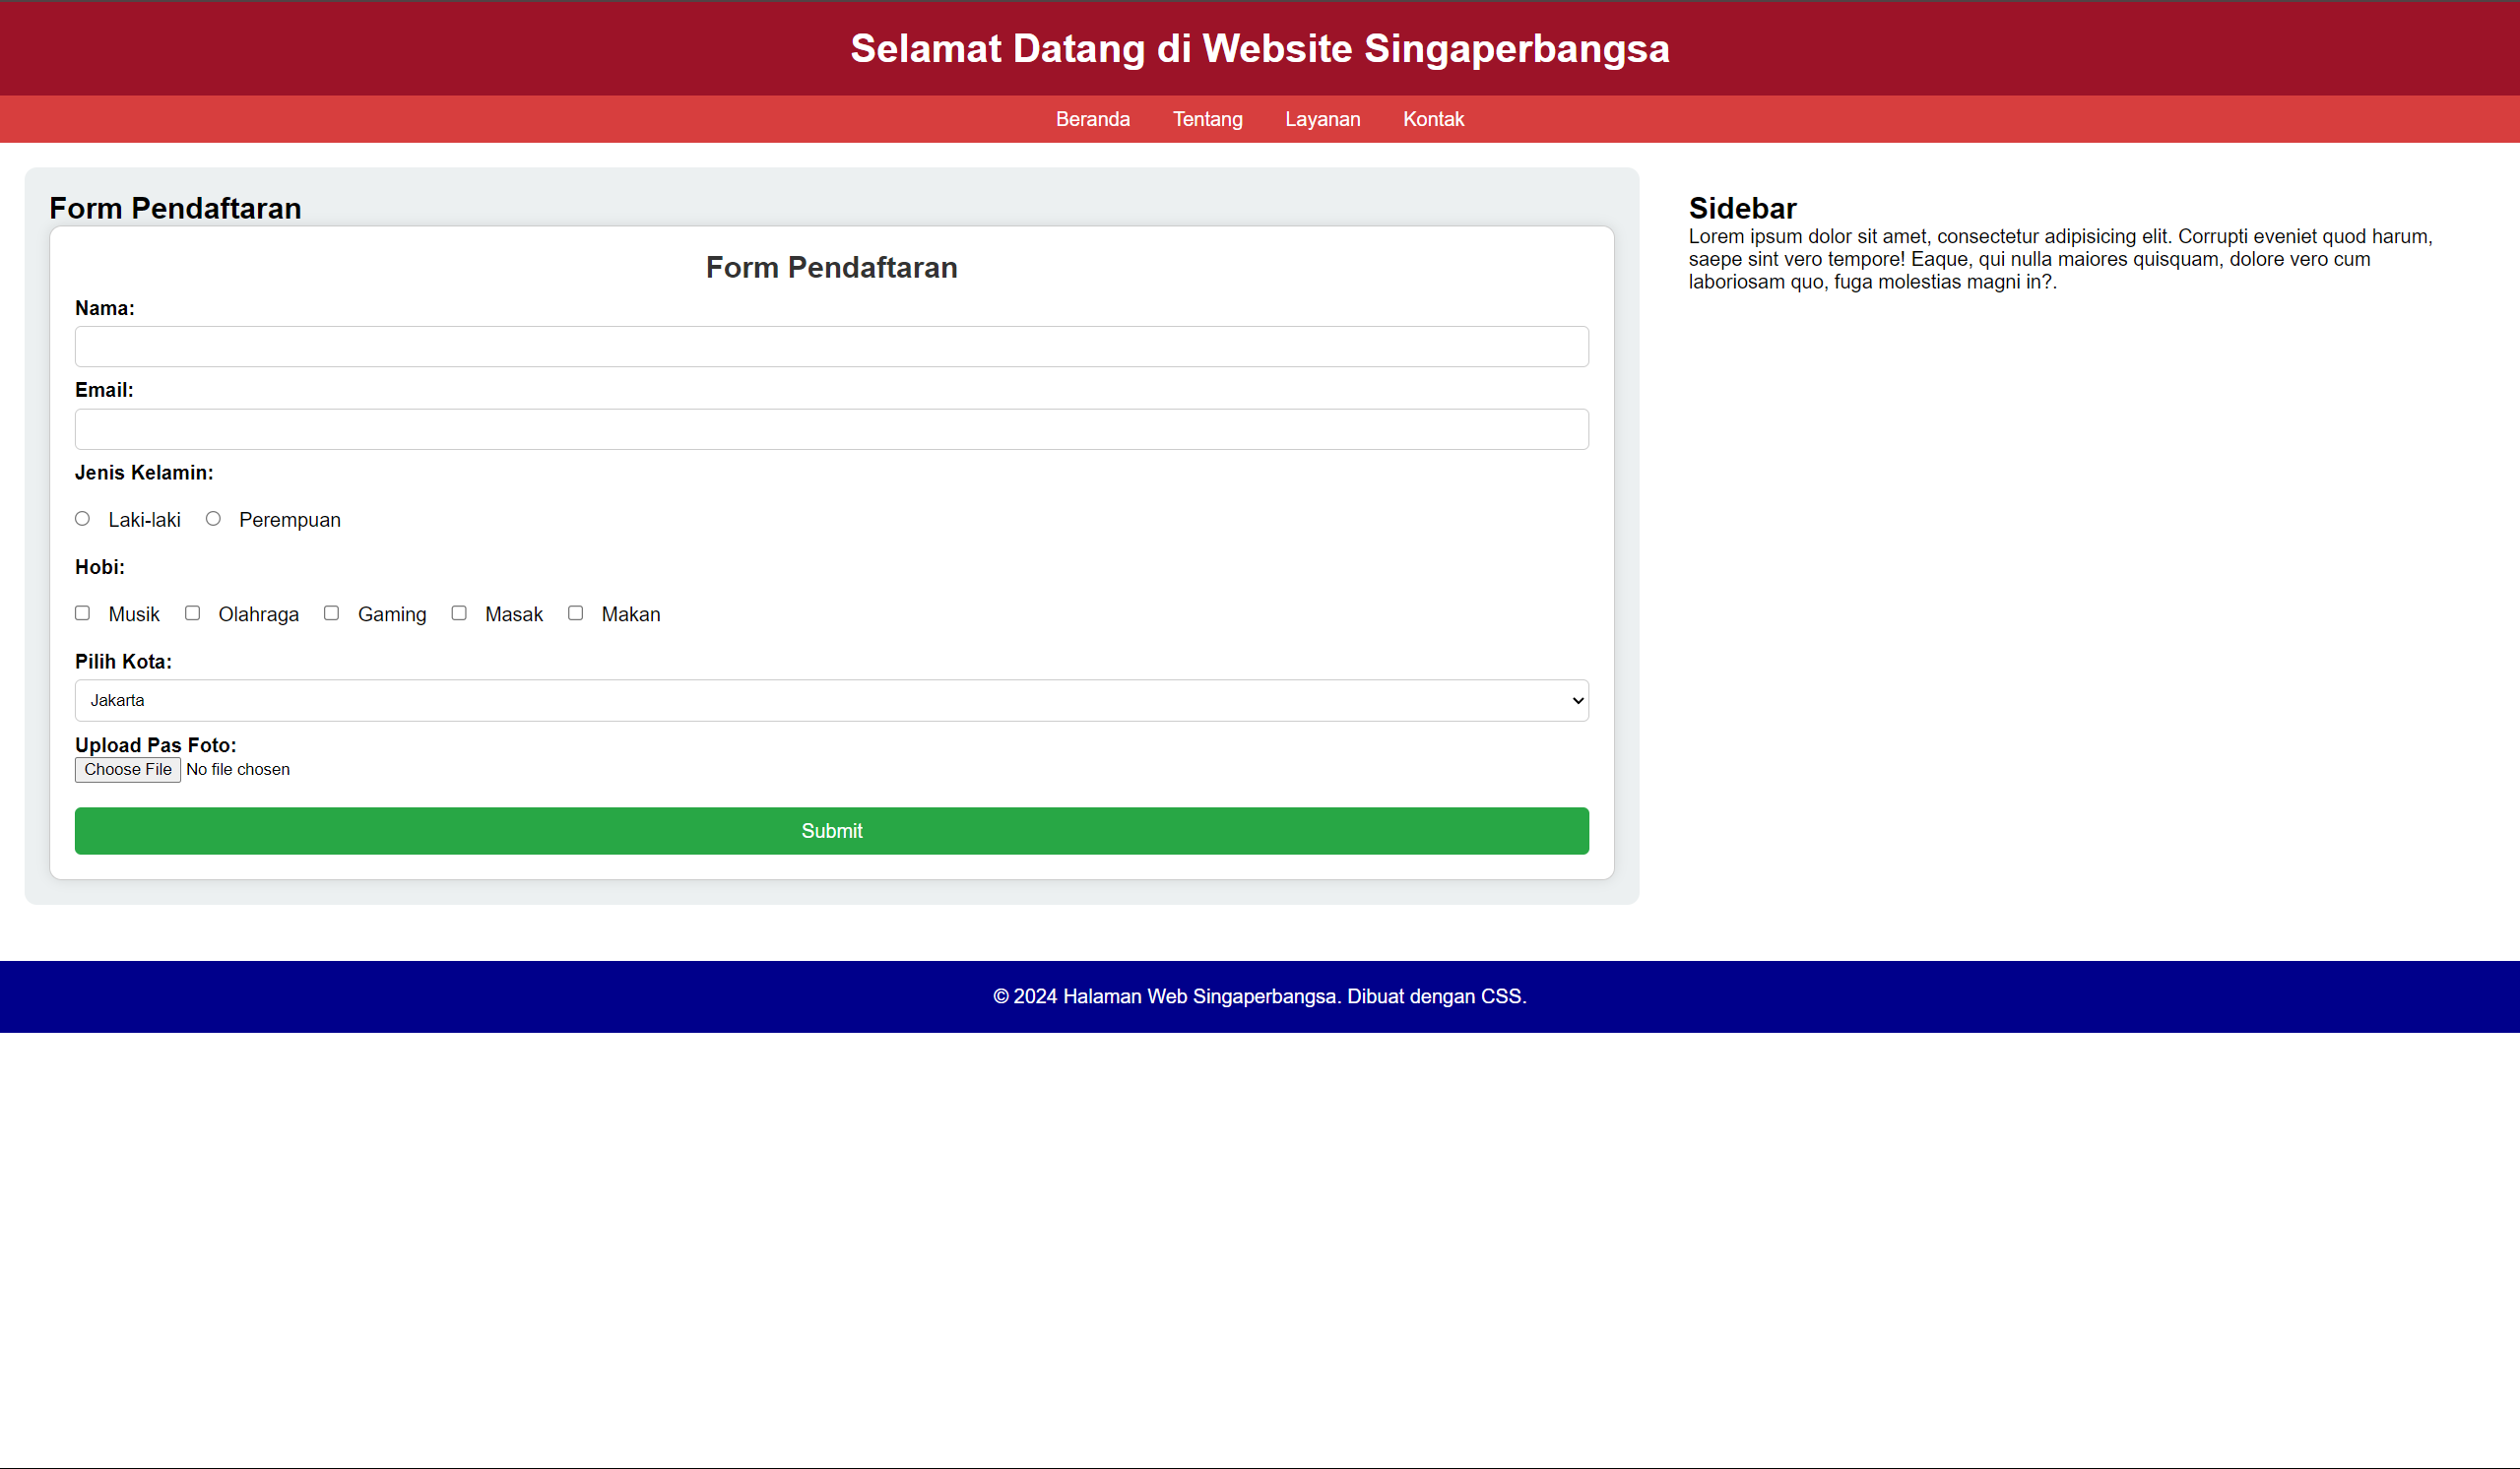 Selamat Datang di Website Singaperbangsa
Beranda Tentang Layanan Kontak
Form Pendaftaran
Form Pendaftaran
Nama:
Email:
Jenis Kelamin:
Laki-laki Perempuan
Hobi:
Musik Olahraga Gaming Masak Makan
Pilih Kota:
Jakarta
Upload Pas Foto:
Choose File No file chosen
Submit
Sidebar
Lorem ipsum dolor sit amet, consectetur adipisicing elit. Corrupti eveniet quod harum,
saepe sint vero tempore! Eaque, qui nulla maiores quisquam, dolore vero cum
laboriosam quo, fuga molestias magni in?.
© 2024 Halaman Web Singaperbangsa. Dibuat dengan CSS.